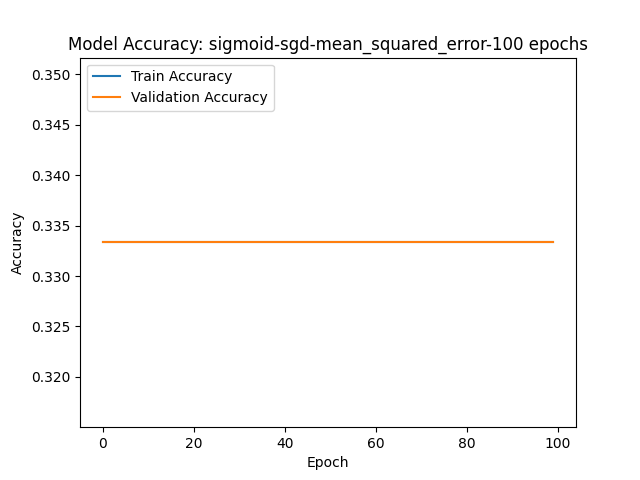 Model Accuracy: sigmoid-sgd-mean_squared_error-100 epochs
Train Accuracy
Validation Accuracy
0.350
0.345
0.340
0.335
0.330
0.325
0.320
Accuracy
0 20 40 60 80 100
Epoch